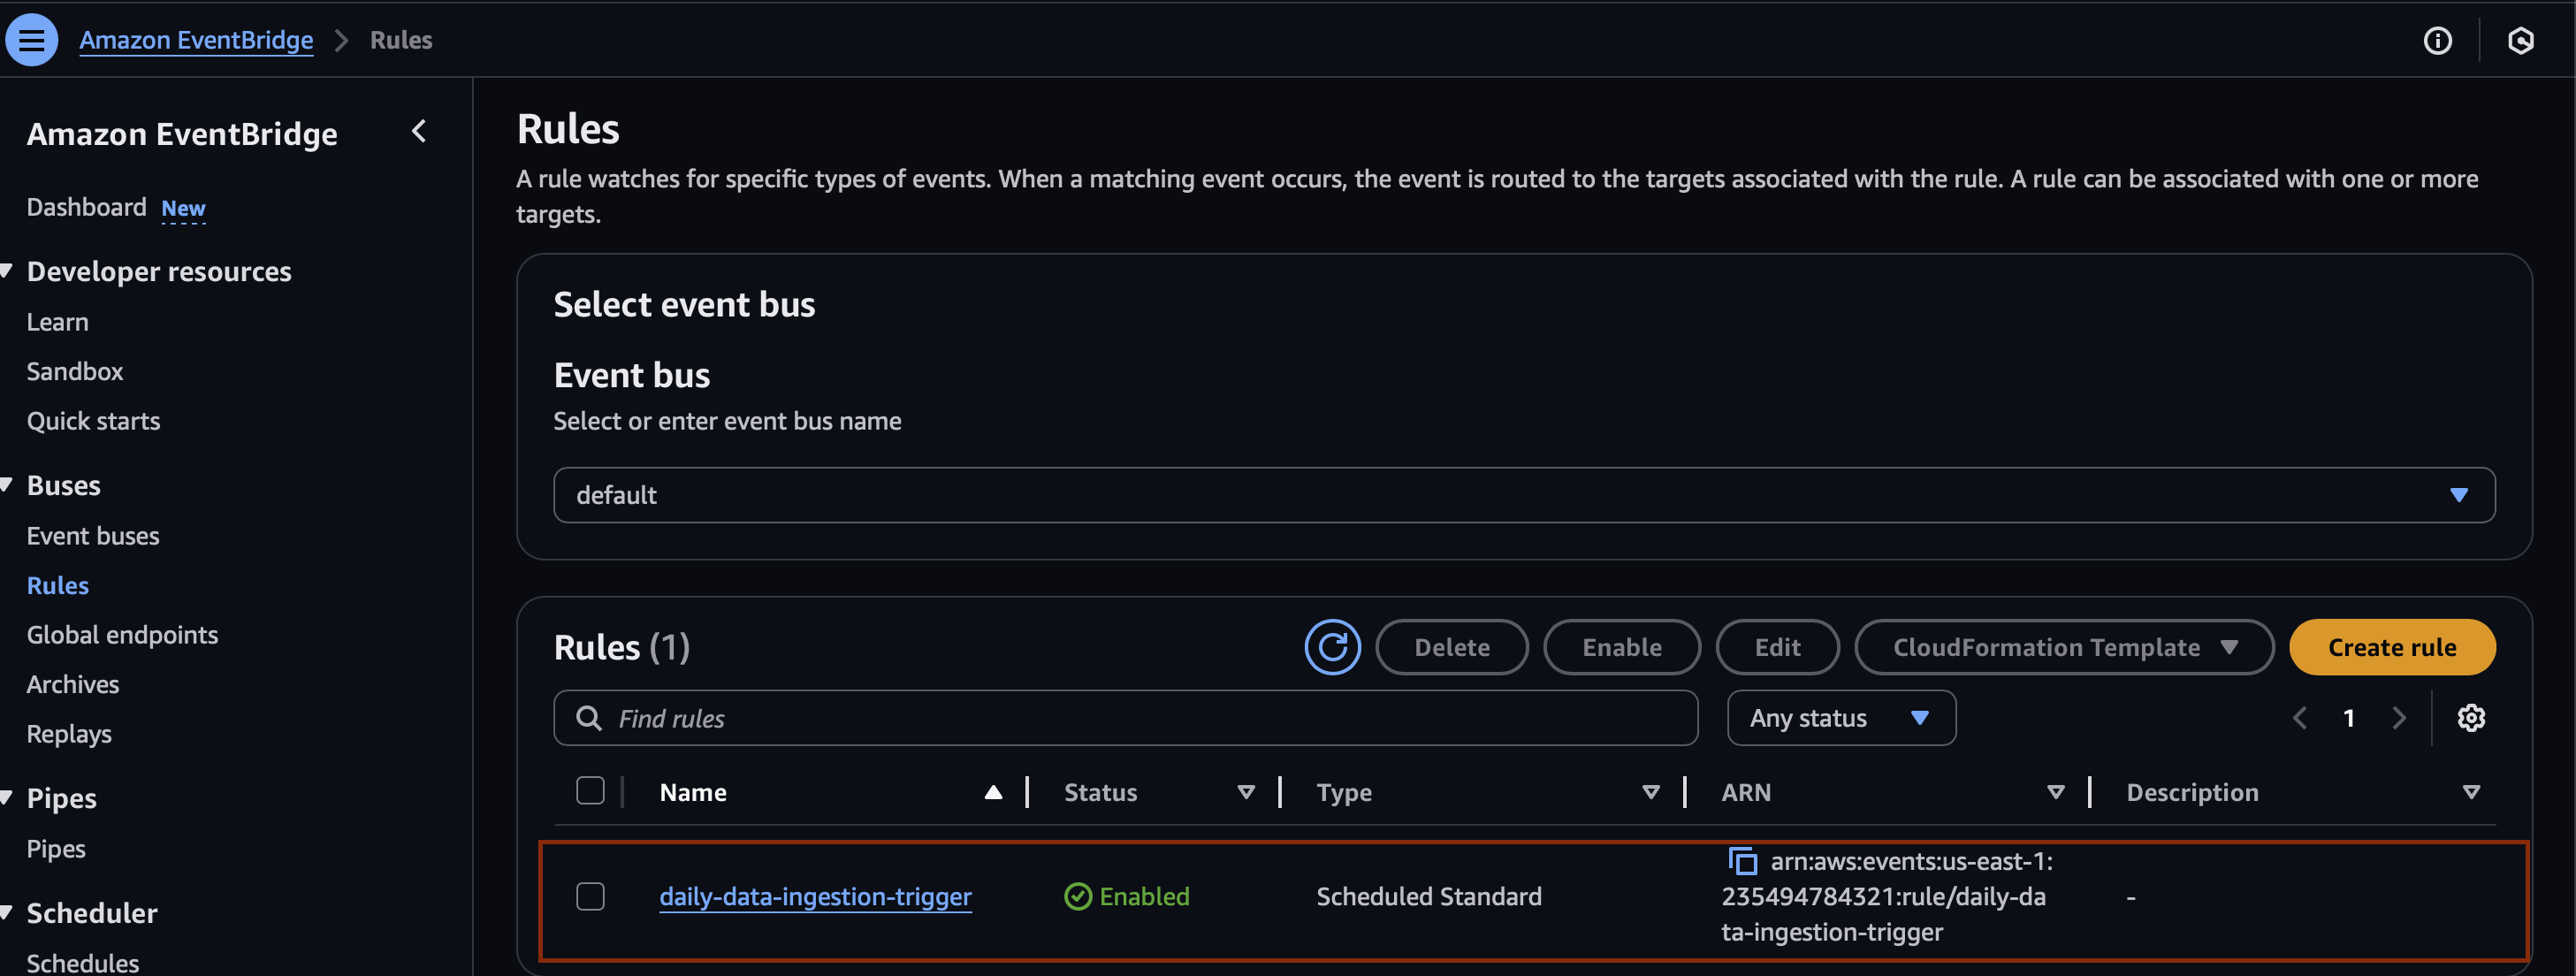 Amazon EventBridge > Rules
Amazon EventBridge
Dashboard New
Developer resources
Learn
Sandbox
Quick starts
Buses
Event buses
Rules
Global endpoints
Archives
Replays
Pipes
Pipes
Scheduler
Schedules
Rules
A rule watches for specific types of events. When a matching event occurs, the event is routed to the targets associated with the rule. A rule can be associated with one or more
targets.
Select event bus
Event bus
Select or enter event bus name
default
Rules (1)
Delete
Enable
Edit
CloudFormation Template
Create rule
Find rules
Any status
1
Name
Status
Type
ARN
Description
daily-data-ingestion-trigger
Enabled
Scheduled Standard
arn:aws:events:us-east-1:
235494784321:rule/daily-da
ta-ingestion-trigger
-